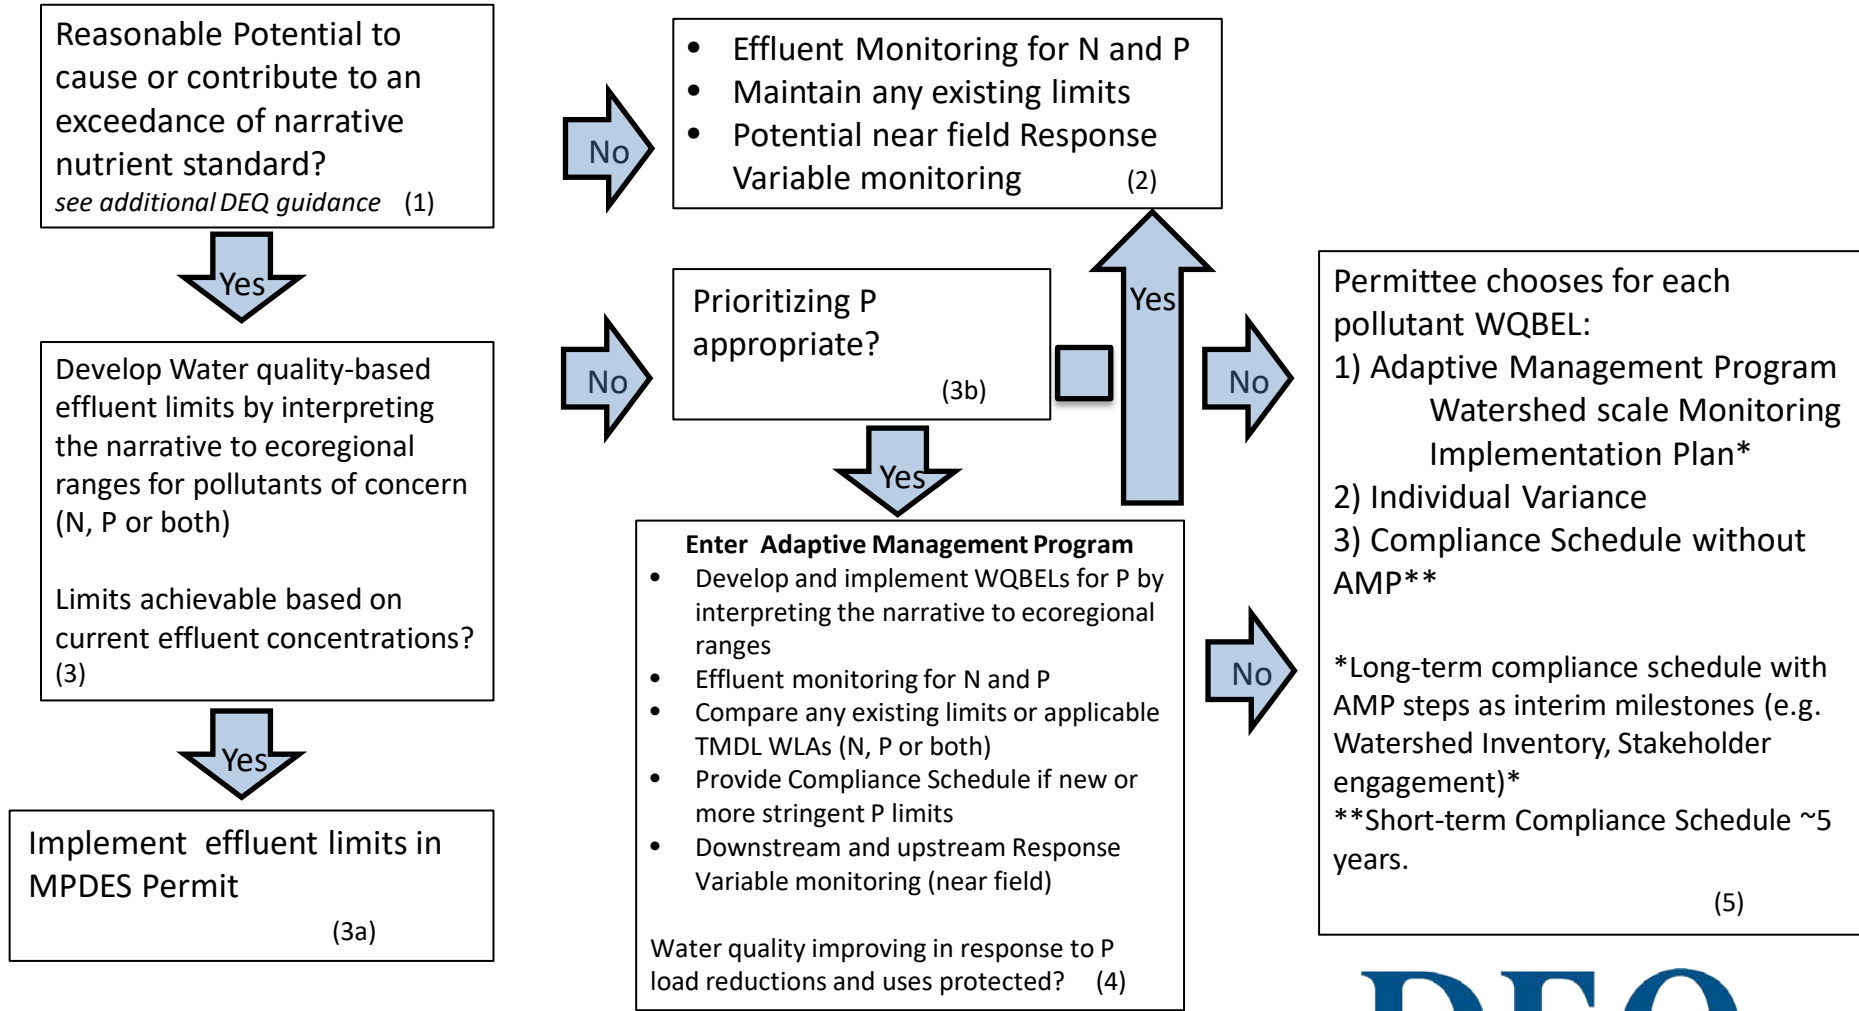 Reasonable Potential to
cause or contribute to an
exceedance of narrative
nutrient standard?
see additional DEQ guidance (1)
No
• Effluent Monitoring for N and P
• Maintain any existing limits
• Potential near field Response
Variable monitoring (2)
Yes
Develop Water quality-based
effluent limits by interpreting
the narrative to ecoregional
ranges for pollutants of concern
(N, P or both)
Limits achievable based on
current effluent concentrations?
(3)
No
Prioritizing P
appropriate?
(3b)
Yes
No
Yes
Yes
Implement effluent limits in
MPDES Permit
(3a)
Enter Adaptive Management Program
• Develop and implement WQBELs for P by
interpreting the narrative to ecoregional
ranges
• Effluent monitoring for N and P
• Compare any existing limits or applicable
TMDL WLAs (N, P or both)
• Provide Compliance Schedule if new or
more stringent P limits
• Downstream and upstream Response
Variable monitoring (near field)
Water quality improving in response to P
load reductions and uses protected? (4)
No
Permittee chooses for each
pollutant WQBEL:
1) Adaptive Management Program
Watershed scale Monitoring
Implementation Plan*
2) Individual Variance
3) Compliance Schedule without
AMP**
*Long-term compliance schedule with
AMP steps as interim milestones (e.g.
Watershed Inventory, Stakeholder
engagement)*
**Short-term Compliance Schedule ~5
years.
(5)
DEQ